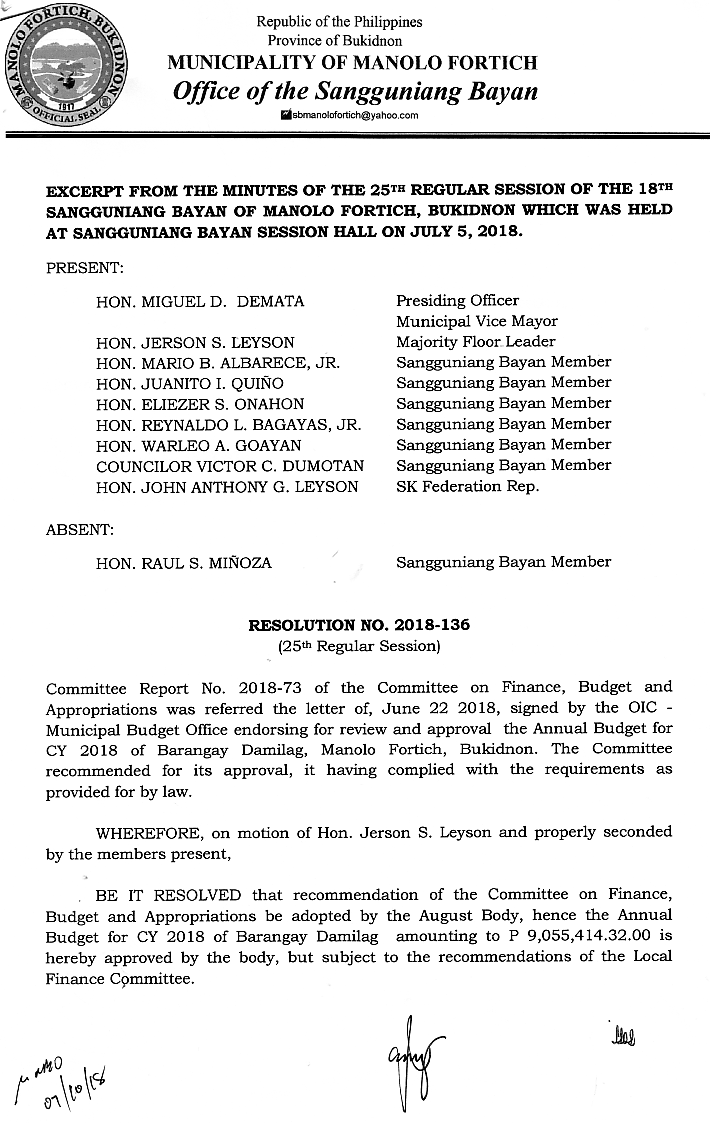 MANOLO FORTICH, BUKIDNON
1917
OFFICIAL SEAL
Republic of the Philippines
Province of Bukidnon
MUNICIPALITY OF MANOLO FORTICH
Office of the Sangguniang Bayan
sbmanolofortich@yahoo.com
EXCERPT FROM THE MINUTES OF THE 25TH REGULAR SESSION OF THE 18TH
SANGGUNIANG BAYAN OF MANOLO FORTICH, BUKIDNON WHICH WAS HELD
AT SANGGUNIANG BAYAN SESSION HALL ON JULY 5, 2018.
PRESENT:
HON. MIGUEL D. DEMATA Presiding Officer
Municipal Vice Mayor
HON. JERSON S. LEYSON Majority Floor Leader
HON. MARIO B. ALBARECE, JR. Sangguniang Bayan Member
HON. JUANITO I. QUIÑO Sangguniang Bayan Member
HON. ELIEZER S. ONAHON Sangguniang Bayan Member
HON. REYNALDO L. BAGAYAS, JR. Sangguniang Bayan Member
HON. WARLEO A. GOAYAN Sangguniang Bayan Member
COUNCILOR VICTOR C. DUMOTAN Sangguniang Bayan Member
HON. JOHN ANTHONY G. LEYSON SK Federation Rep.
ABSENT:
HON. RAUL S. MIÑOZA Sangguniang Bayan Member
RESOLUTION NO. 2018-136
(25th Regular Session)
Committee Report No. 2018-73 of the Committee on Finance, Budget and
Appropriations was referred the letter of, June 22 2018, signed by the OIC -
Municipal Budget Office endorsing for review and approval the Annual Budget for
CY 2018 of Barangay Damilag, Manolo Fortich, Bukidnon. The Committee
recommended for its approval, it having complied with the requirements as
provided for by law.
WHEREFORE, on motion of Hon. Jerson S. Leyson and properly seconded
by the members present,
BE IT RESOLVED that recommendation of the Committee on Finance,
Budget and Appropriations be adopted by the August Body, hence the Annual
Budget for CY 2018 of Barangay Damilag amounting to P 9,055,414.32.00 is
hereby approved by the body, but subject to the recommendations of the Local
Finance Committee.
07/10/18